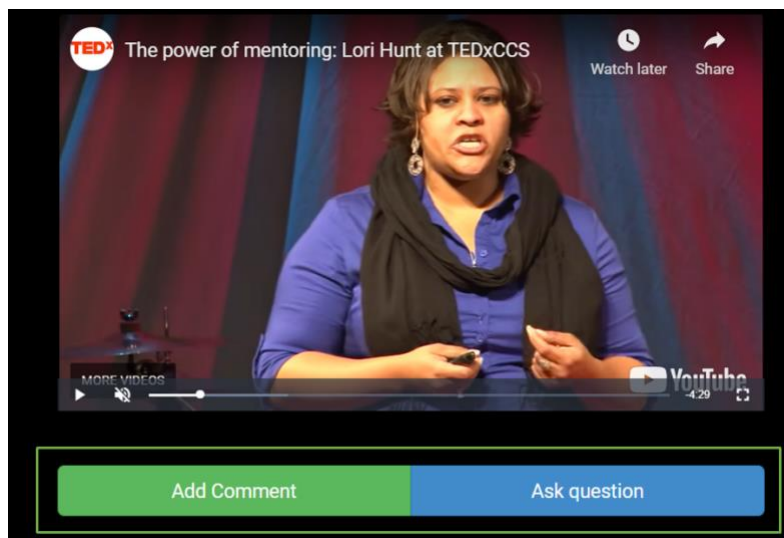 TEDx The power of mentoring: Lori Hunt at TEDxCCS
Watch later Share
MORE VIDEOS
YouTube
-4:29
Add Comment Ask question